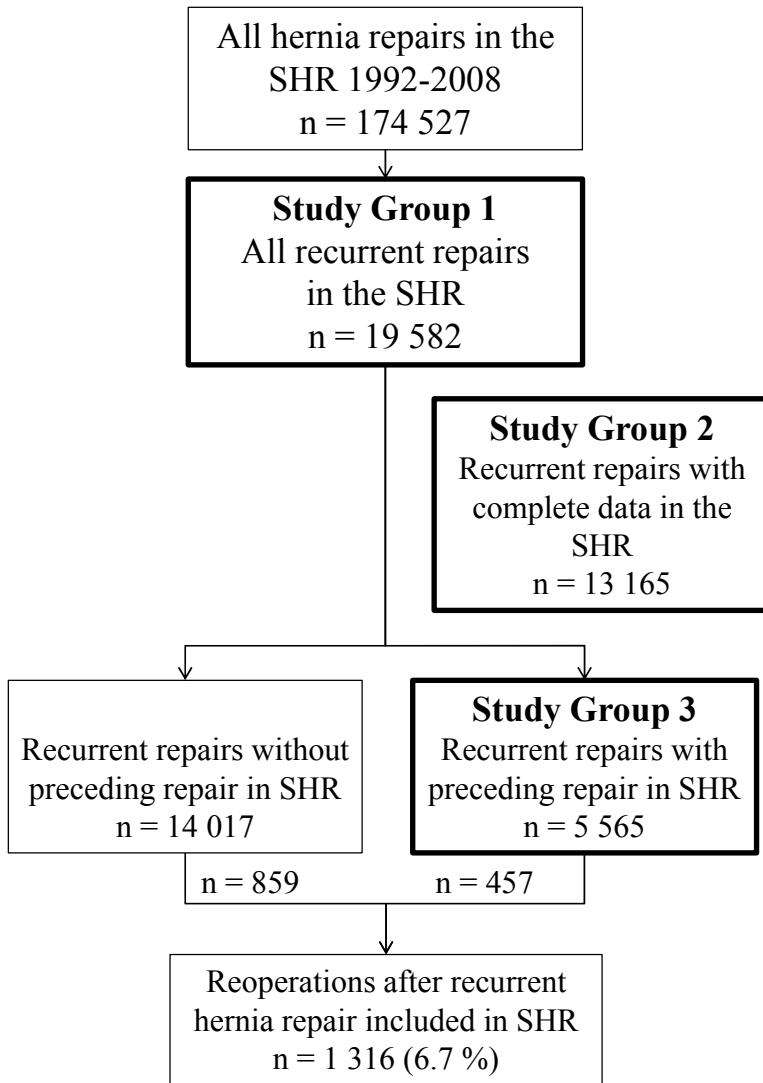 All hernia repairs in the
SHR 1992-2008
n = 174 527
Study Group 1
All recurrent repairs
in the SHR
n = 19 582
Study Group 2
Recurrent repairs with
complete data in the
SHR
n = 13 165
Recurrent repairs without
preceding repair in SHR
n = 14 017
Study Group 3
Recurrent repairs with
preceding repair in SHR
n = 5 565
n = 859
n = 457
Reoperations after recurrent
hernia repair included in SHR
n = 1 316 (6.7 %)